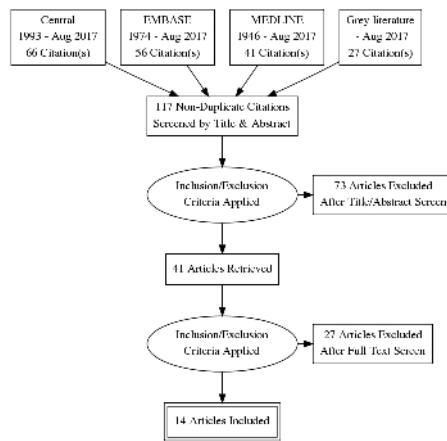 Central
1993 - Aug 2017
66 Citation(s)
EMBASE
1974 - Aug 2017
56 Citation(s)
MEDLINE
1946 - Aug 2017
41 Citation(s)
Grey literature
- Aug 2017
27 Citation(s)
117 Non-Duplicate Citations
Screened by Title & Abstract
Inclusion/Exclusion
Criteria Applied
73 Articles Excluded
After Title/Abstract Screen
41 Articles Retrieved
Inclusion/Exclusion
Criteria Applied
27 Articles Excluded
After Full Text Screen
14 Articles Included